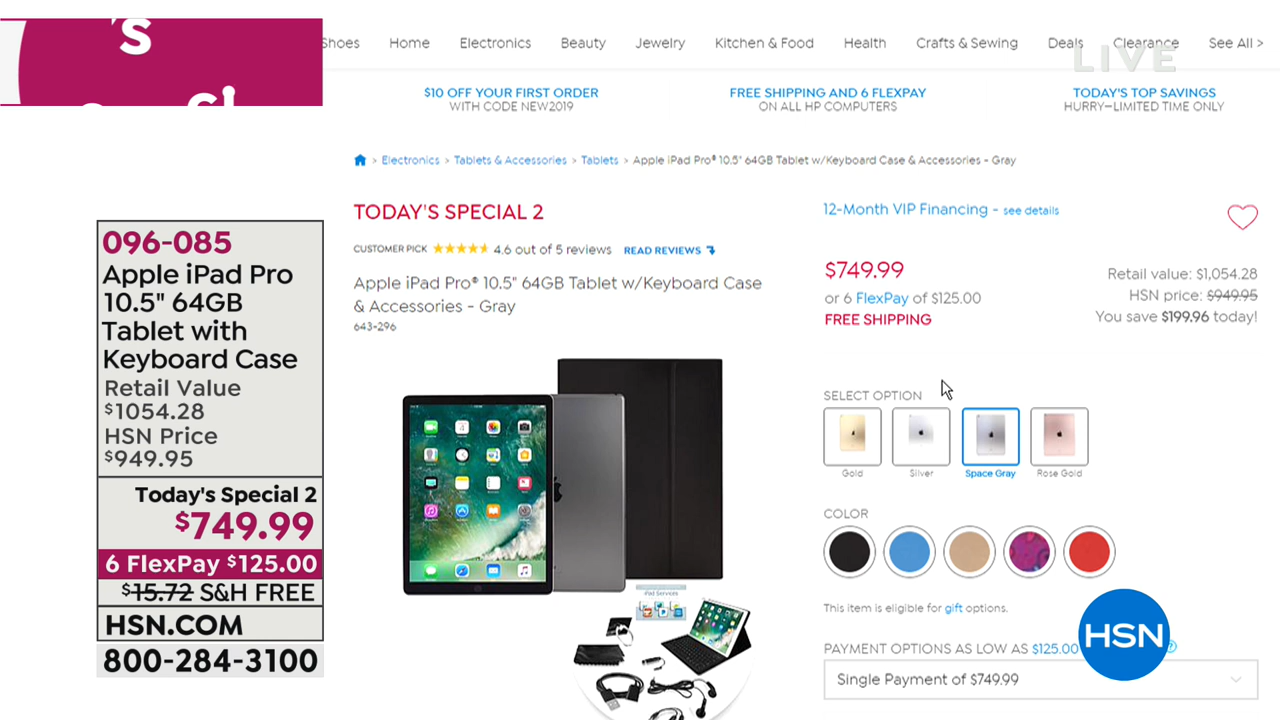 's
Shoes Home Electronics Beauty Jewelry Kitchen & Food Health Crafts & Sewing Deals Clearance See All >
LIVE
$10 OFF YOUR FIRST ORDER
WITH CODE NEW2019
FREE SHIPPING AND 6 FLEXPAY
ON ALL HP COMPUTERS
TODAY'S TOP SAVINGS
HURRY—LIMITED TIME ONLY
> Electronics > Tablets & Accessories > Tablets > Apple iPad Pro® 10.5" 64GB Tablet w/Keyboard Case & Accessories - Gray
096-085
Apple iPad Pro
10.5" 64GB
Tablet with
Keyboard Case
Retail Value
$1054.28
HSN Price
$949.95
Today's Special 2
$749.99
6 FlexPay $125.00
$15.72 S&H FREE
HSN.COM
800-284-3100
TODAY'S SPECIAL 2
CUSTOMER PICK 4.6 out of 5 reviews READ REVIEWS
Apple iPad Pro® 10.5" 64GB Tablet w/Keyboard Case
& Accessories - Gray
643-296
iPad Services
12-Month VIP Financing - see details
$749.99
or 6 FlexPay of $125.00
FREE SHIPPING
Retail value: $1,054.28
HSN price: $949.95
You save $199.96 today!
SELECT OPTION
Gold Silver Space Gray Rose Gold
COLOR
This item is eligible for gift options.
PAYMENT OPTIONS AS LOW AS $125.00 ?
HSN
Single Payment of $749.99